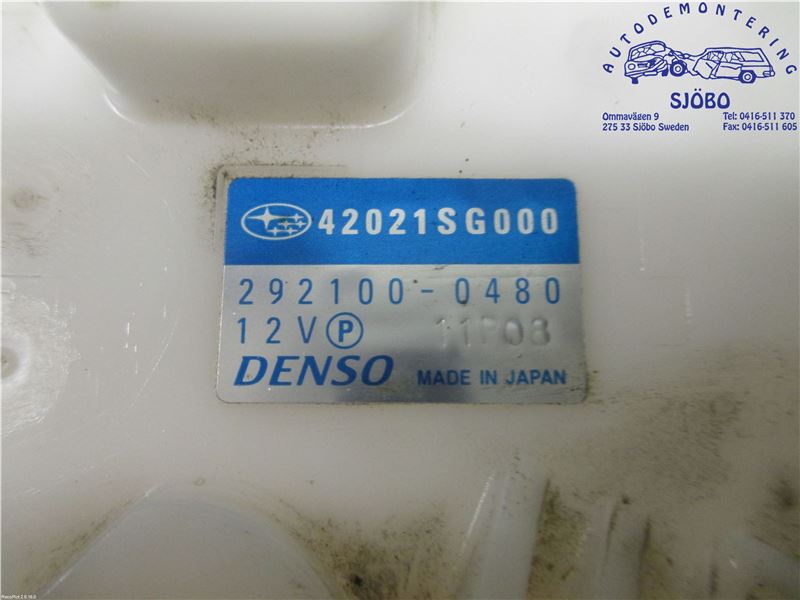 AUTODEMONTERING
SJÖBO
Ommavägen 9 Tel: 0416-511 370
275 33 Sjöbo Sweden Fax: 0416-511 605
42021SG000
292100-0480
12V P 11P08
DENSO MADE IN JAPAN